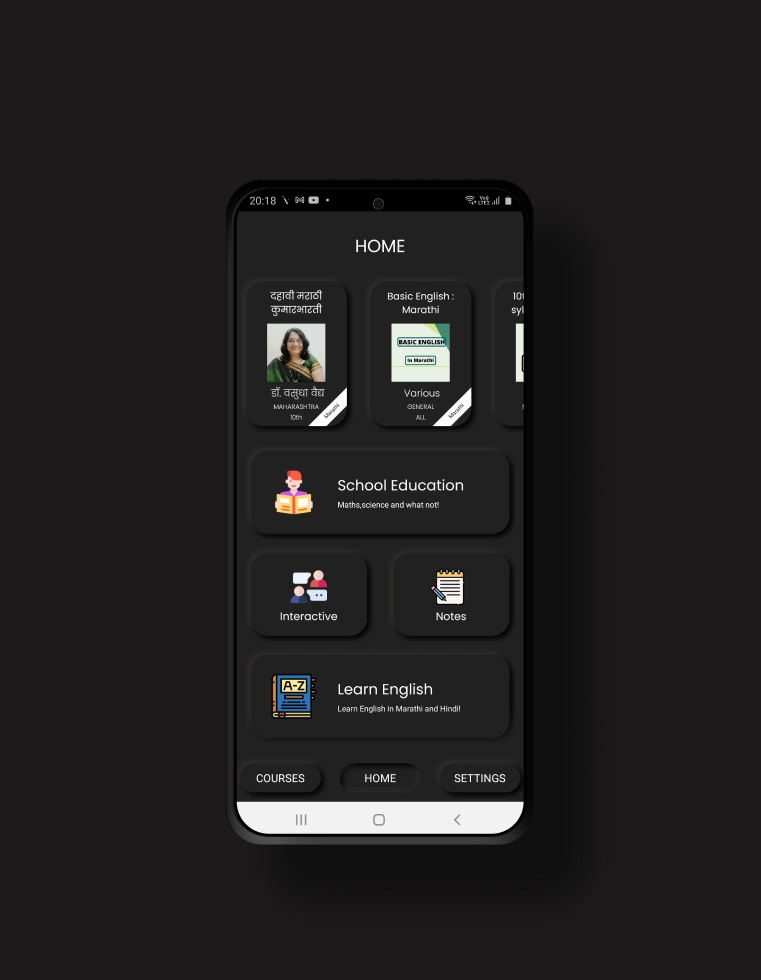 20:18
Vo))
LTE2
HOME
दहावी मराठी
कुमारभारती
डॉ. वसुधा वैद्य
MAHARASHTRA
10th
Marathi
Basic English :
Marathi
BASIC ENGLISH
In Marathi
Various
GENERAL
ALL
Marathi
10t
syl
School Education
Maths,science and what not!
Interactive
Notes
A-Z
Learn English
Learn English in Marathi and Hindi!
COURSES
HOME
SETTINGS